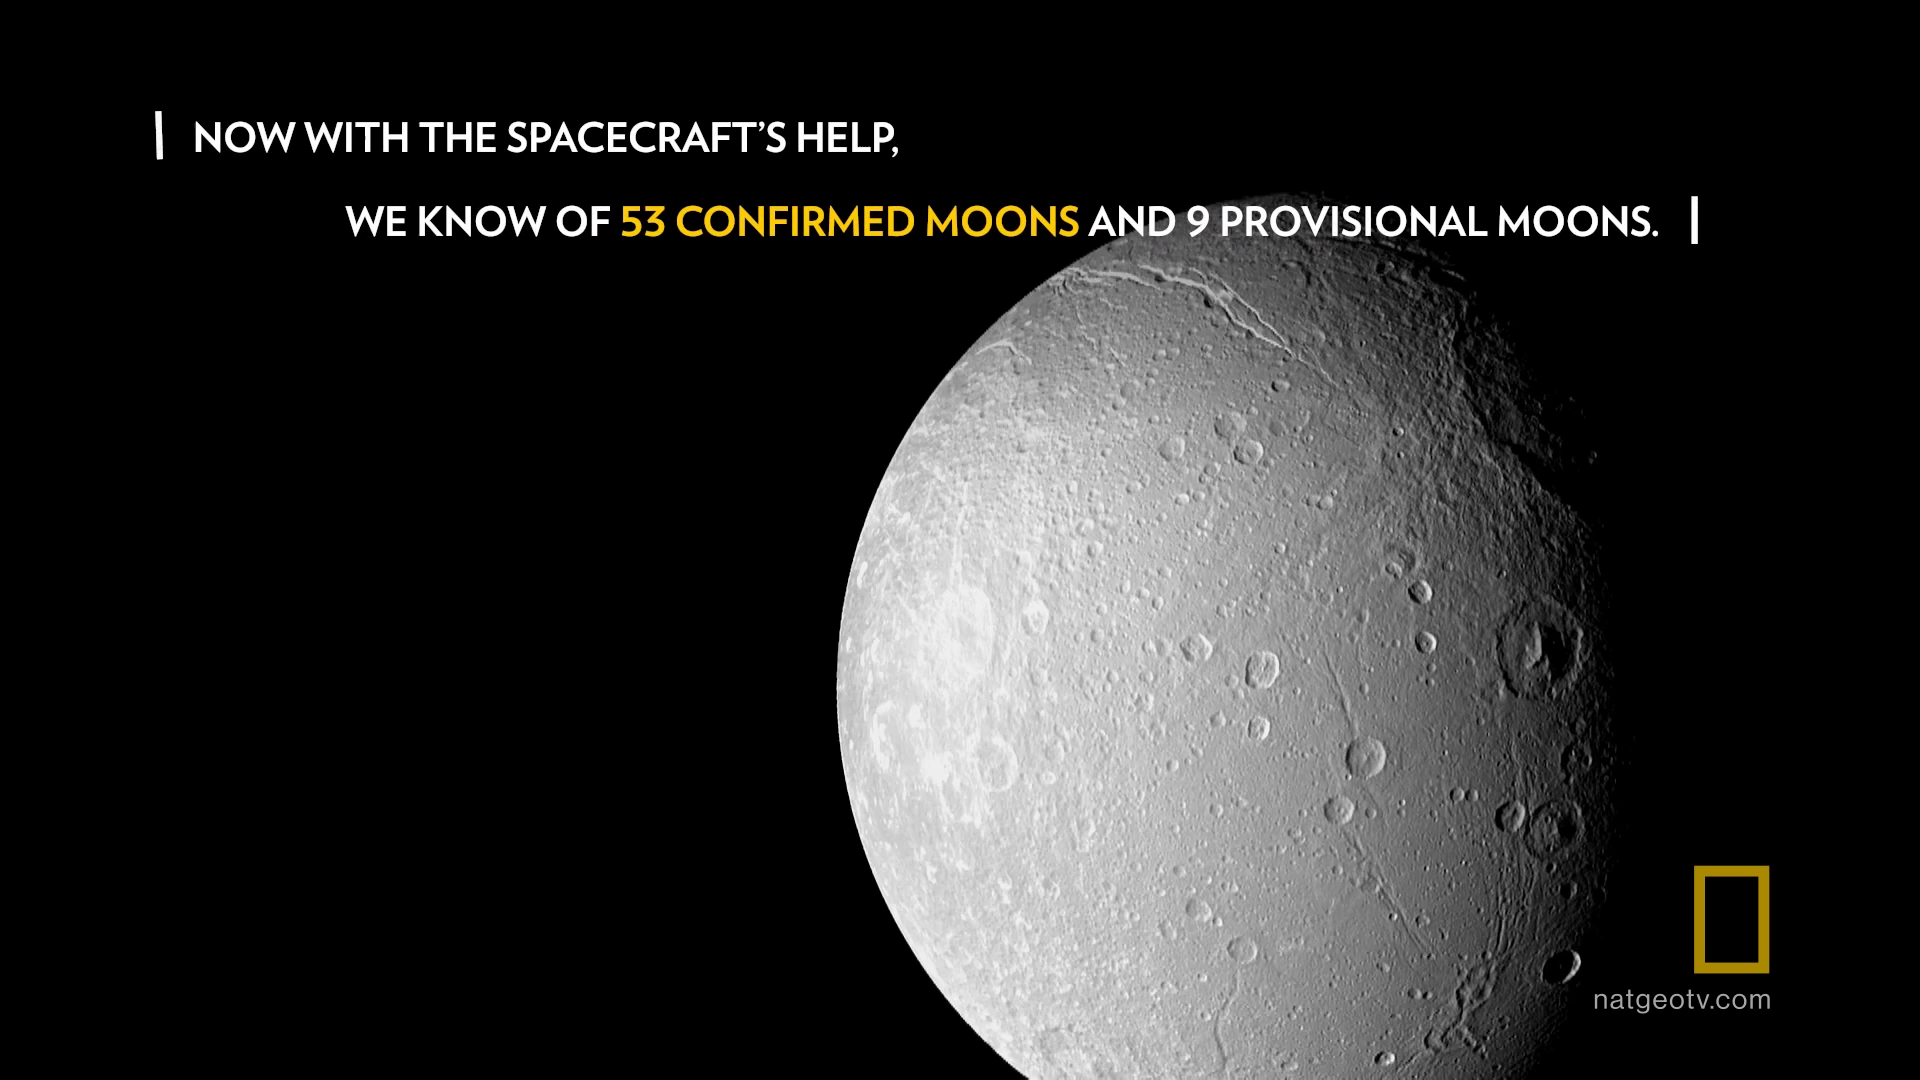 NOW WITH THE SPACECRAFT’S HELP,
WE KNOW OF 53 CONFIRMED MOONS AND 9 PROVISIONAL MOONS.
natgeotv.com